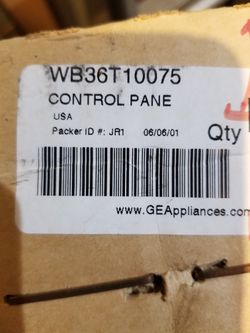 WB36T10075
CONTROL PANE
USA
Packer ID #: JR1 06/06/01 Qty
www.GEAppliances.com